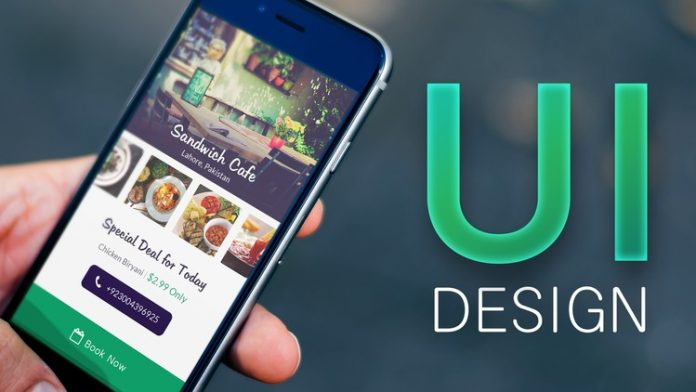 Sandwich Cafe
Lahore, Pakistan
Special Deal for Today
Chicken Biryani | $2.99 Only
+923004396925
Book Now
UI
DESIGN